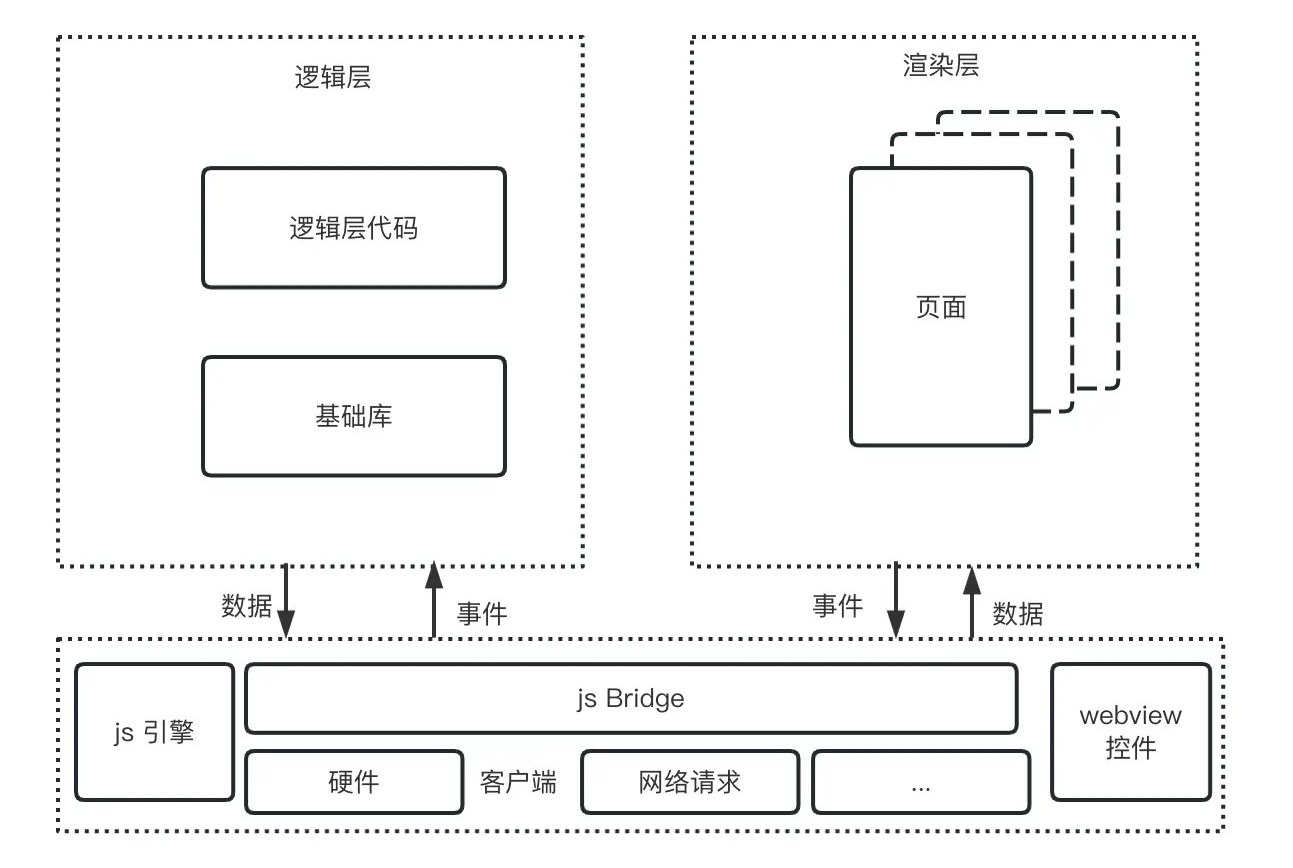 逻辑层
渲染层
逻辑层代码
页面
基础库
数据
事件
事件
数据
js 引擎
js Bridge
webview
控件
硬件
客户端
网络请求
...